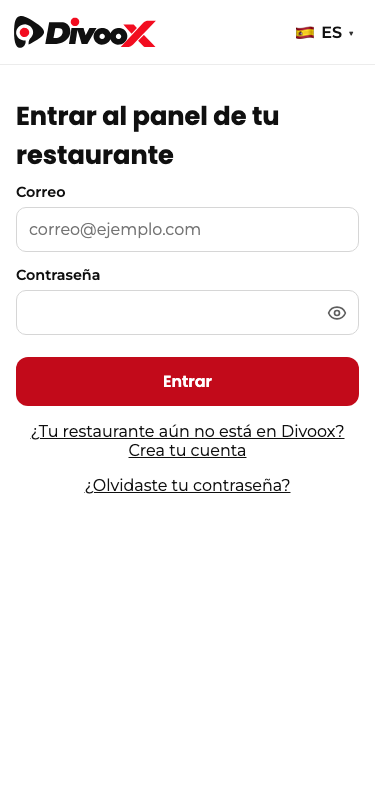 DivooX
ES
Entrar al panel de tu
restaurante
Correo
correo@ejemplo.com
Contraseña
Entrar
¿Tu restaurante aún no está en Divoox?
Crea tu cuenta
¿Olvidaste tu contraseña?